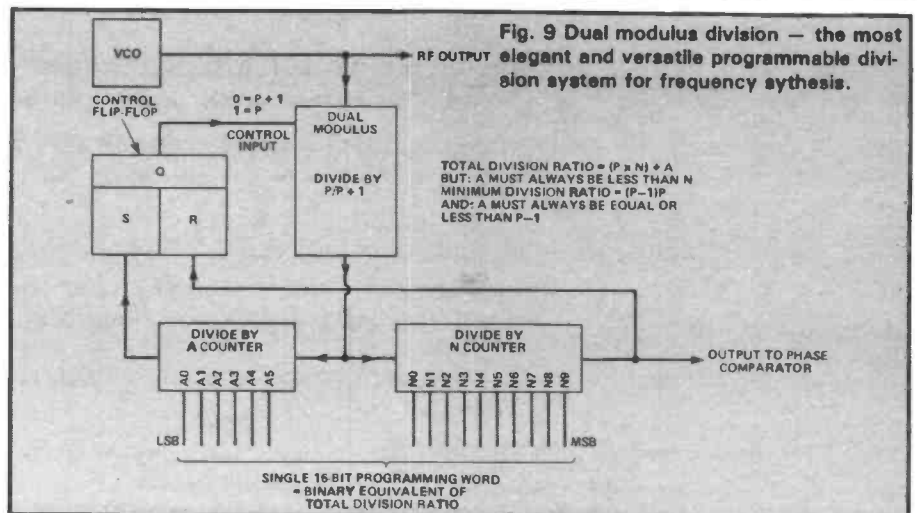 Fig. 9 Dual modulus division — the most
elegant and versatile programmable divi-
sion system for frequency sythesis.
VCO
RF OUTPUT
CONTROL
FLIP-FLOP
0 = P + 1
1 = P
CONTROL
INPUT
DUAL
MODULUS
DIVIDE BY
P/P + 1
Q
S
R
TOTAL DIVISION RATIO = (P x N) + A
BUT: A MUST ALWAYS BE LESS THAN N
MINIMUM DIVISION RATIO = (P–1)P
AND: A MUST ALWAYS BE EQUAL OR
LESS THAN P–1
DIVIDE BY
A COUNTER
A0 A1 A2 A3 A4 A5
DIVIDE BY
N COUNTER
N0 N1 N2 N3 N4 N5 N6 N7 N8 N9
OUTPUT TO PHASE
COMPARATOR
LSB
MSB
SINGLE 16-BIT PROGRAMMING WORD
= BINARY EQUIVALENT OF
TOTAL DIVISION RATIO